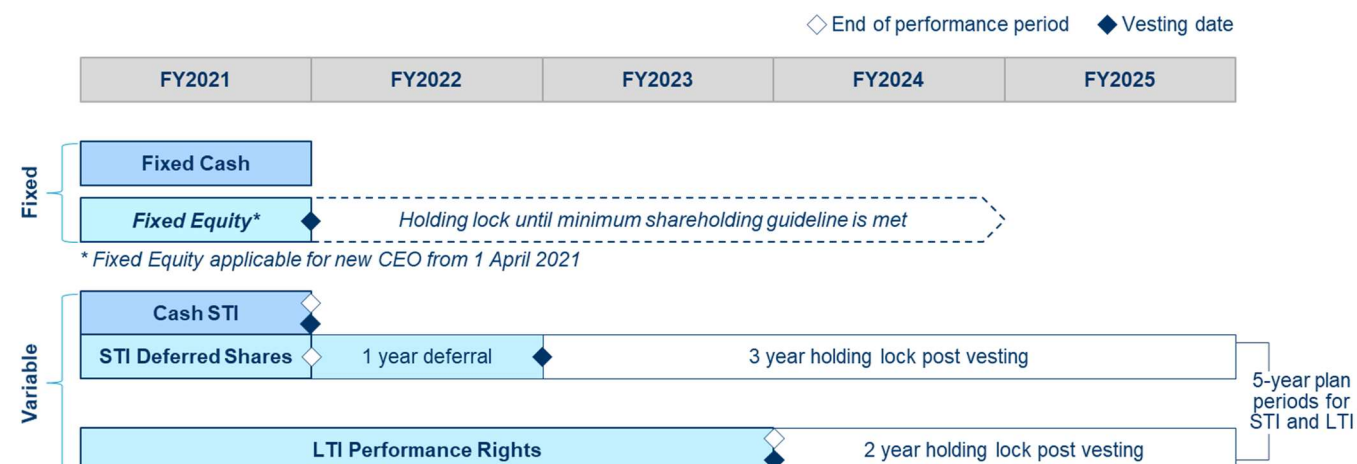 End of performance period Vesting date
FY2021 FY2022 FY2023 FY2024 FY2025
Fixed
Fixed Cash
Fixed Equity* Holding lock until minimum shareholding guideline is met
* Fixed Equity applicable for new CEO from 1 April 2021
Variable
Cash STI
STI Deferred Shares 1 year deferral 3 year holding lock post vesting
5-year plan
periods for
STI and LTI
LTI Performance Rights 2 year holding lock post vesting